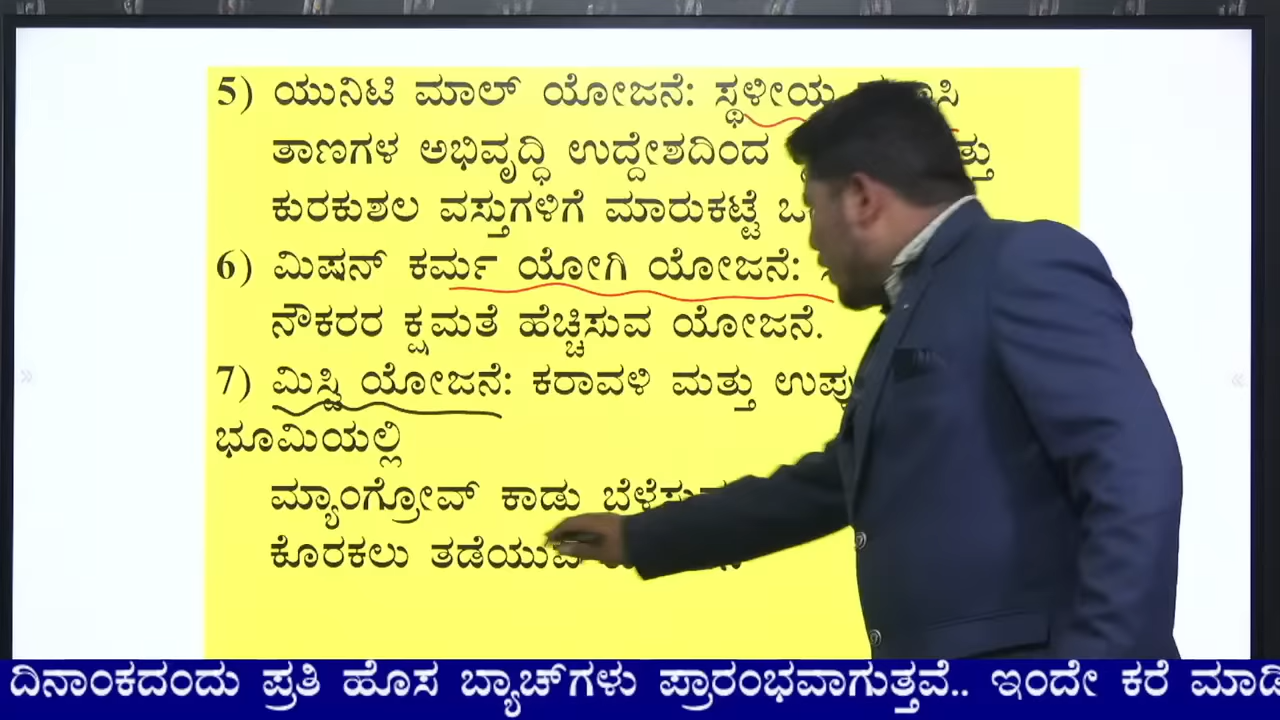 5) ಯುನಿಟಿ ಮಾಲ್ ಯೋಜನೆ: ಸ್ಥಳೀಯ
ತಾಣಗಳ ಅಭಿವೃದ್ಧಿ ಉದ್ದೇಶದಿಂದ
ಕುರಕುಶಲ ವಸ್ತುಗಳಿಗೆ ಮಾರುಕಟ್ಟೆ
6) ಮಿಷನ್ ಕರ್ಮ ಯೋಗಿ ಯೋಜನೆ:
ನೌಕರರ ಕ್ಷಮತೆ ಹೆಚ್ಚಿಸುವ ಯೋಜನೆ.
7) ಮಿಸ್ಟಿ ಯೋಜನೆ: ಕರಾವಳಿ ಮತ್ತು
ಭೂಮಿಯಲ್ಲಿ
ಮ್ಯಾಂಗ್ರೋವ್ ಕಾಡು
ಕೊರಕಲು ತಡೆಯುವ
ದಿನಾಂಕದಂದು ಪ್ರತಿ ಹೊಸ ಬ್ಯಾಚ್‌ಗಳು ಪ್ರಾರಂಭವಾಗುತ್ತವೆ.. ಇಂದೇ ಕರೆ